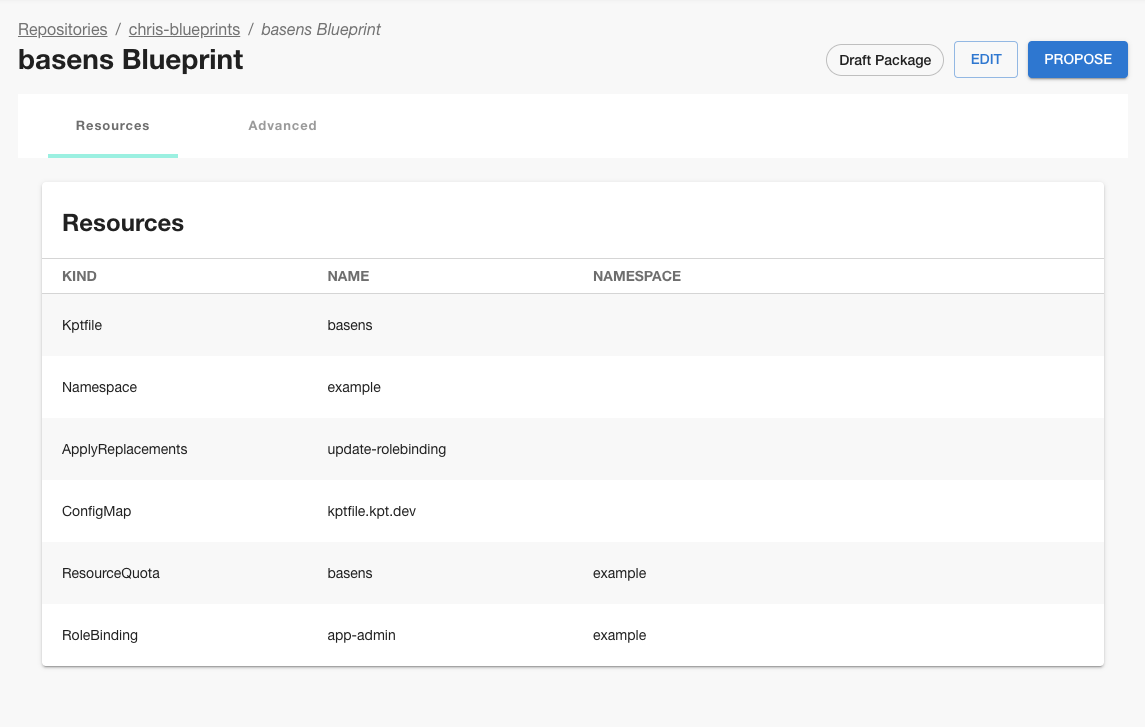 Repositories / chris-blueprints / basens Blueprint
basens Blueprint
Draft Package
EDIT
PROPOSE
Resources
Advanced
Resources
KIND NAME NAMESPACE
Kptfile basens
Namespace example
ApplyReplacements update-rolebinding
ConfigMap kptfile.kpt.dev
ResourceQuota basens example
RoleBinding app-admin example